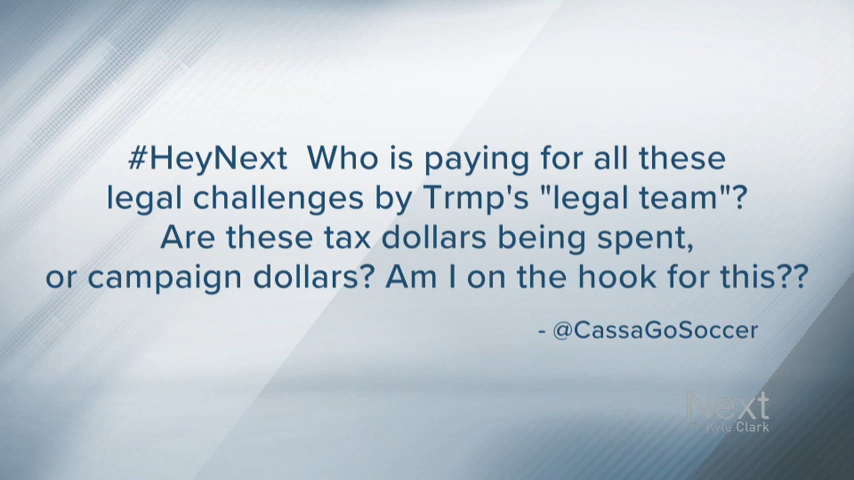 #HeyNext Who is paying for all these
legal challenges by Trmp's "legal team"?
Are these tax dollars being spent,
or campaign dollars? Am I on the hook for this??
- @CassaGoSoccer
Next
Kyle Clark